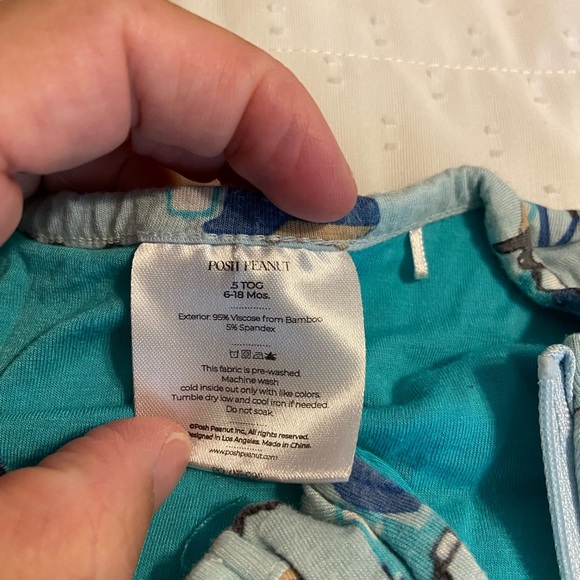 POSH PEANUT
.5 TOG
6-18 Mos.
Exterior: 95% Viscose from Bamboo
5% Spandex
This fabric is pre-washed.
Machine wash
cold inside out only with like colors.
Tumble dry low and cool iron if needed.
Do not soak.
©Posh Peanut Inc, All rights reserved.
Designed in Los Angeles. Made in China.
www.poshpeanut.com